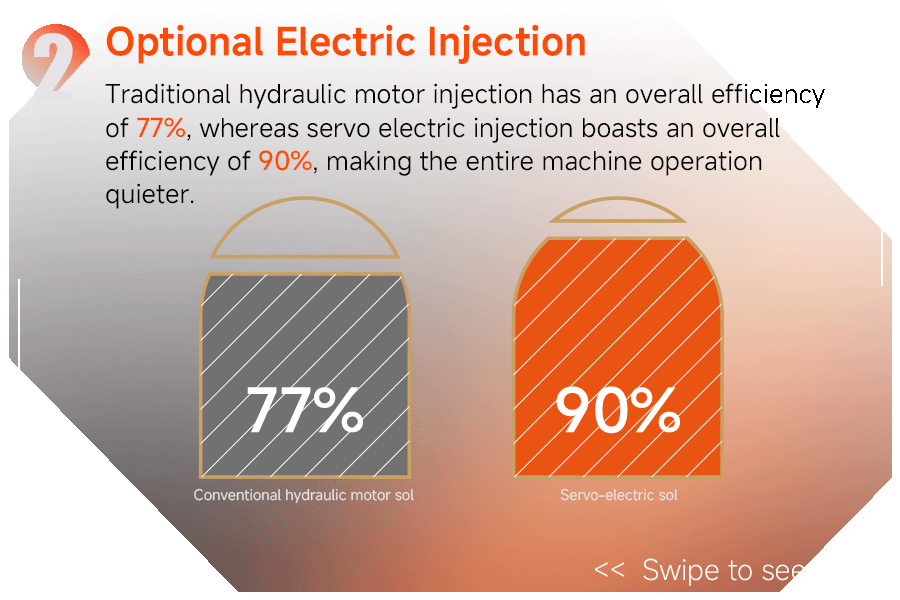 2
Optional Electric Injection
Traditional hydraulic motor injection has an overall efficiency
of 77%, whereas servo electric injection boasts an overall
efficiency of 90%, making the entire machine operation
quieter.
77%
90%
Conventional hydraulic motor sol
Servo-electric sol
<< Swipe to see